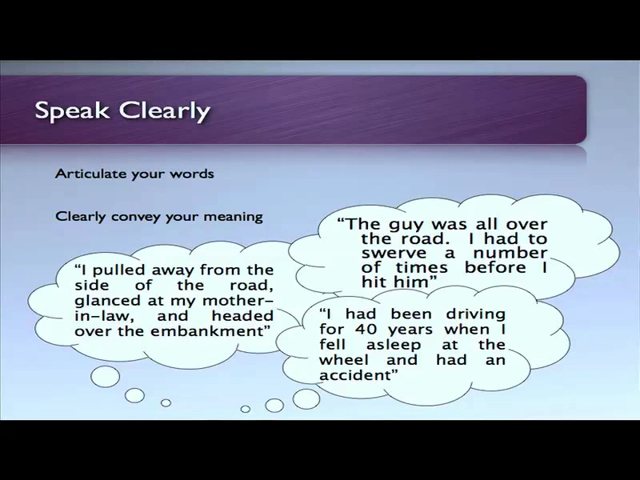 Speak Clearly
Articulate your words
Clearly convey your meaning
“The guy was all over
the road. I had to
swerve a number
of times before I
hit him”
“I pulled away from the
side of the road,
glanced at my mother-
in-law, and headed
over the embankment”
“I had been driving
for 40 years when I
fell asleep at the
wheel and had an
accident”